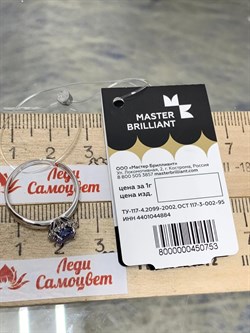 MASTER
BRILLIANT
ООО «Мастер Бриллиант»
Ул. Локомотивная, 2, г. Кострома, Россия
8 800 505 3657 masterbrilliant.com
цена за 1г
цена изд.
ТУ-117-4.2099-2002, ОСТ 117-3-002-95
ИНН 4401044884
8000000450753
Леди
Самоцвет
Леди
Самоцвет